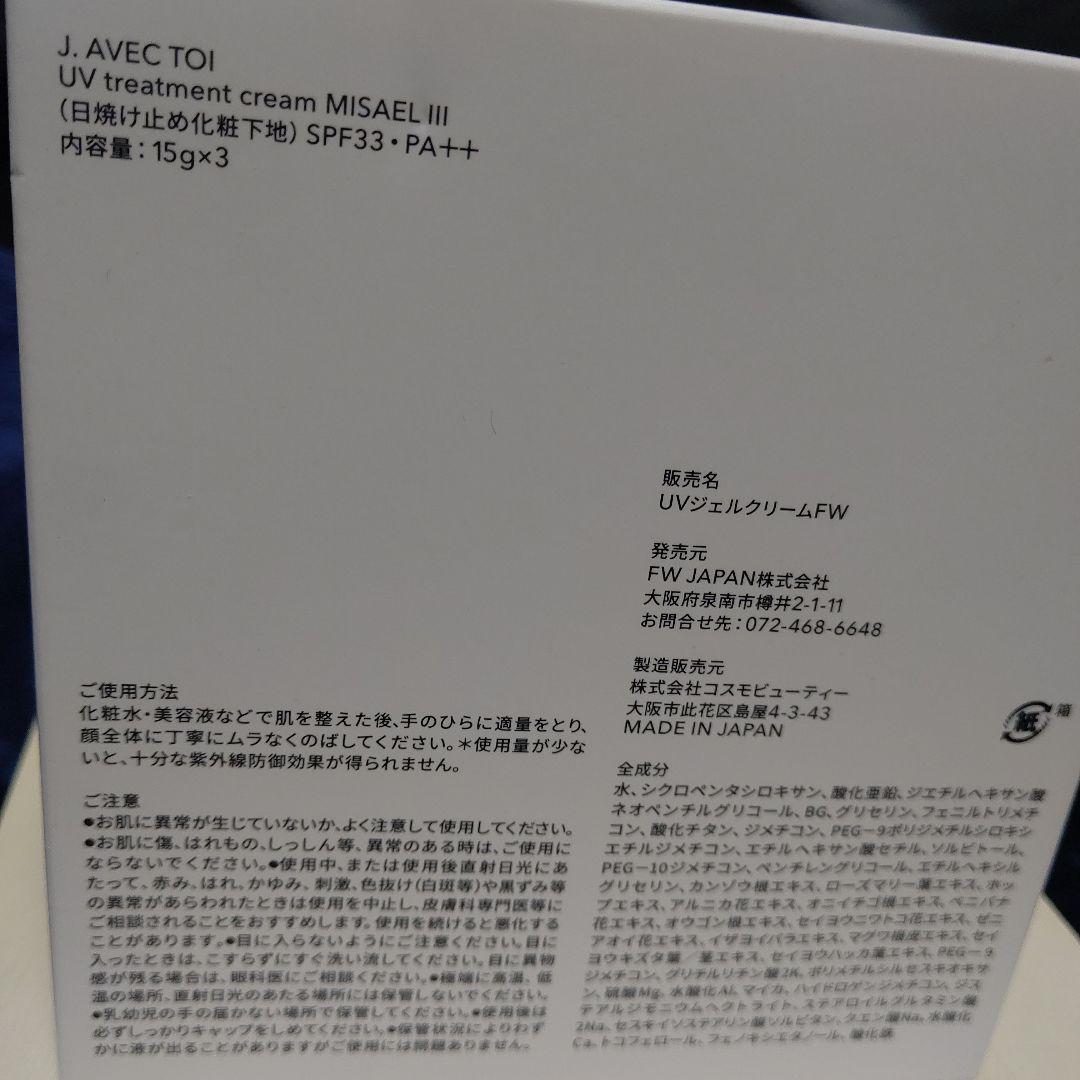 J. AVEC TOI
UV treatment cream MISAEL III
(日焼け止め化粧下地) SPF33・PA++
内容量：15g×3
販売名
UVジェルクリームFW
発売元
FW JAPAN株式会社
大阪府泉南市樽井2-1-11
お問合せ先：072-468-6648
製造販売元
株式会社コスモビューティー
大阪市此花区島屋4-3-43
MADE IN JAPAN
紙
箱
ご使用方法
化粧水・美容液などで肌を整えた後、手のひらに適量をとり、
顔全体に丁寧にムラなくのばしてください。＊使用量が少な
いと、十分な紫外線防御効果が得られません。
ご注意
●お肌に異常が生じていないか、よく注意して使用してください。
●お肌に傷、はれもの、しっしん等、異常のある時は、ご使用に
ならないでください。●使用中、または使用後直射日光にあ
たって、赤み、はれ、かゆみ、刺激、色抜け(白斑等)や黒ずみ等
の異常があらわれたときは使用を中止し、皮膚科専門医等に
ご相談されることをおすすめします。使用を続けると悪化する
ことがあります。●目に入らないようにご注意ください。目に
入ったときは、こすらずにすぐ洗い流してください。目に異物
感が残る場合は、眼科医にご相談ください。●極端に高温、低
温の場所、直射日光のあたる場所には保管しないでください。
●乳幼児の手の届かない場所で保管してください。●使用後は
必ずしっかりキャップをしめてください。●保管状況によりわず
かに液が出ることがありますがご使用には問題ありません。
全成分
水、シクロペンタシロキサン、酸化亜鉛、ジエチルヘキサン酸
ネオペンチルグリコール、BG、グリセリン、フェニルトリメチ
コン、酸化チタン、ジメチコン、PEG－9ポリジメチルシロキシ
エチルジメチコン、エチルヘキサン酸セチル、ソルビトール、
PEG－10ジメチコン、ペンチレングリコール、エチルヘキシル
グリセリン、カンゾウ根エキス、ローズマリー葉エキス、ホッ
プエキス、アルニカ花エキス、オニイチゴ根エキス、ベニバナ
花エキス、オウゴン根エキス、セイヨウニワトコ花エキス、ゼニ
アオイ花エキス、イザヨイバラエキス、マグワ根皮エキス、セイ
ヨウキズタ葉／茎エキス、セイヨウハッカ葉エキス、PEG－9
ジメチコン、グリチルリチン酸2K、ポリメチルシルセスキオキサ
ン、硫酸Mg、水酸化Al、マイカ、ハイドロゲンジメチコン、ジス
テアルジモニウムヘクトライト、ステアロイルグルタミン酸
2Na、セスキイソステアリン酸ソルビタン、クエン酸Na、水酸化
Ca、トコフェロール、フェノキシエタノール、酸化鉄